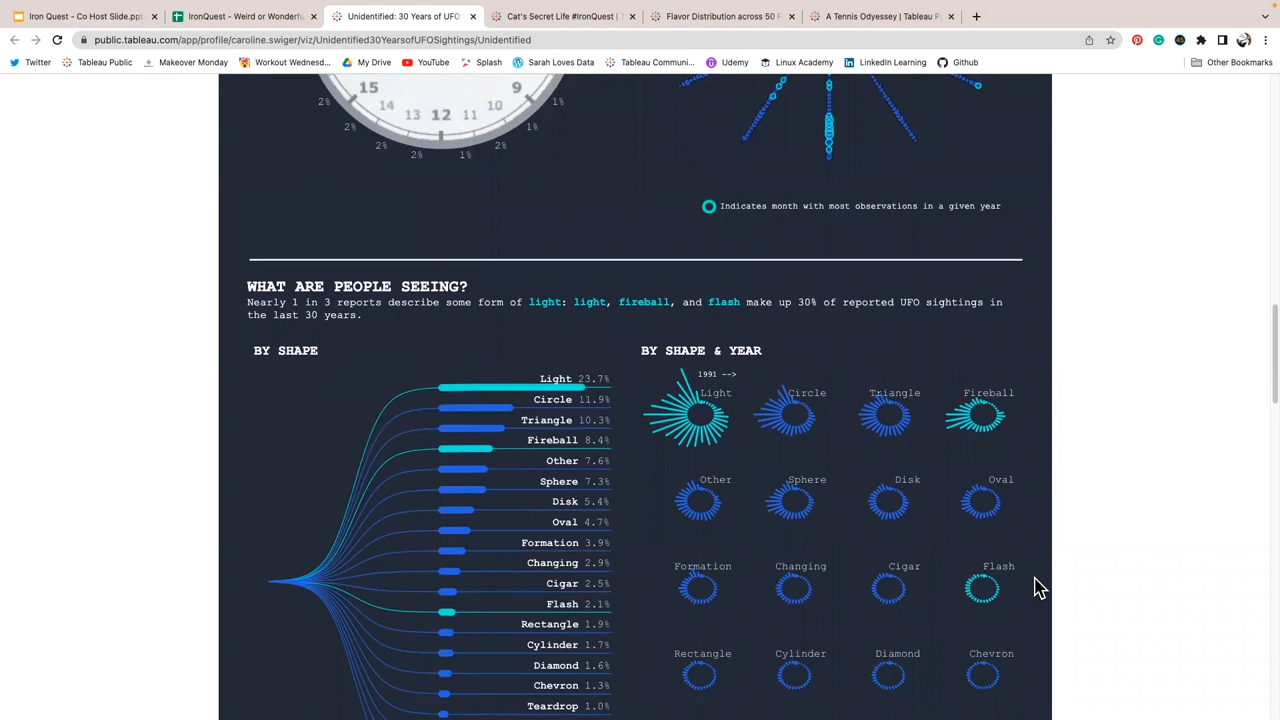 Iron Quest - Co Host Slide.ppt
IronQuest - Weird or Wonderfu
Unidentified: 30 Years of UFO
Cat's Secret Life #IronQuest | T
Flavor Distribution across 50 F
A Tennis Odyssey | Tableau P
public.tableau.com/app/profile/caroline.swiger/viz/Unidentified30YearsofUFOSightings/Unidentified
Twitter
Tableau Public
Makeover Monday
Workout Wednesd...
My Drive
YouTube
Splash
Sarah Loves Data
Tableau Communi...
Udemy
Linux Academy
LinkedIn Learning
Github
Other Bookmarks
15 14 13 12 11 10 9
2% 2% 2% 2% 1% 2% 1% 1%
Indicates month with most observations in a given year
WHAT ARE PEOPLE SEEING?
Nearly 1 in 3 reports describe some form of light: light, fireball, and flash make up 30% of reported UFO sightings in
the last 30 years.
BY SHAPE
Light 23.7%
Circle 11.9%
Triangle 10.3%
Fireball 8.4%
Other 7.6%
Sphere 7.3%
Disk 5.4%
Oval 4.7%
Formation 3.9%
Changing 2.9%
Cigar 2.5%
Flash 2.1%
Rectangle 1.9%
Cylinder 1.7%
Diamond 1.6%
Chevron 1.3%
Teardrop 1.0%
BY SHAPE & YEAR
1991 -->
Light Circle Triangle Fireball
Other Sphere Disk Oval
Formation Changing Cigar Flash
Rectangle Cylinder Diamond Chevron